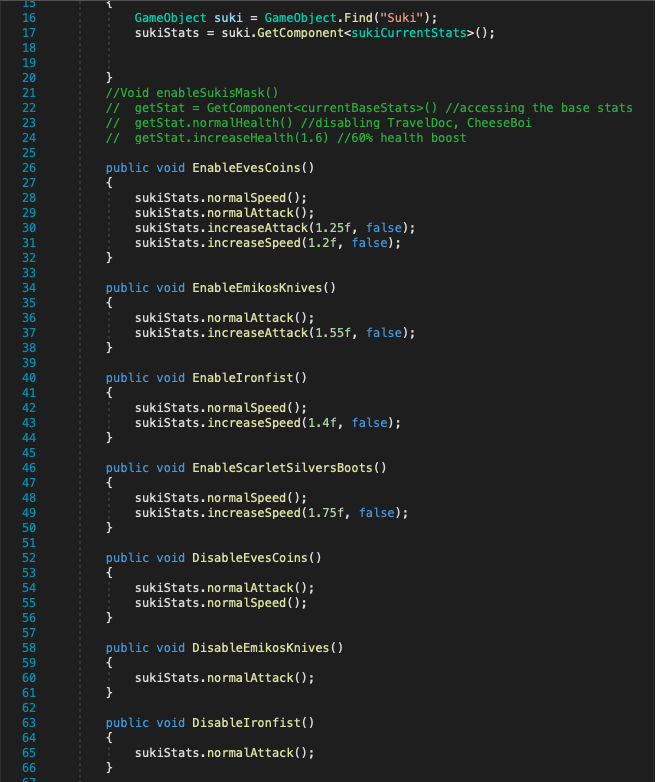 15 {
16 GameObject suki = GameObject.Find("Suki");
17 sukiStats = suki.GetComponent<sukiCurrentStats>();
18
19
20 }
21 //Void enableSukisMask()
22 //  getStat = GetComponent<currentBaseStats>() //accessing the base stats
23 //  getStat.normalHealth() //disabling TravelDoc, CheeseBoi
24 //  getStat.increaseHealth(1.6) //60% health boost
25
26 public void EnableEvesCoins()
27 {
28 sukiStats.normalSpeed();
29 sukiStats.normalAttack();
30 sukiStats.increaseAttack(1.25f, false);
31 sukiStats.increaseSpeed(1.2f, false);
32 }
33
34 public void EnableEmikosKnives()
35 {
36 sukiStats.normalAttack();
37 sukiStats.increaseAttack(1.55f, false);
38 }
39
40 public void EnableIronfist()
41 {
42 sukiStats.normalSpeed();
43 sukiStats.increaseSpeed(1.4f, false);
44 }
45
46 public void EnableScarletSilversBoots()
47 {
48 sukiStats.normalSpeed();
49 sukiStats.increaseSpeed(1.75f, false);
50 }
51
52 public void DisableEvesCoins()
53 {
54 sukiStats.normalAttack();
55 sukiStats.normalSpeed();
56 }
57
58 public void DisableEmikosKnives()
59 {
60 sukiStats.normalAttack();
61 }
62
63 public void DisableIronfist()
64 {
65 sukiStats.normalAttack();
66 }
67